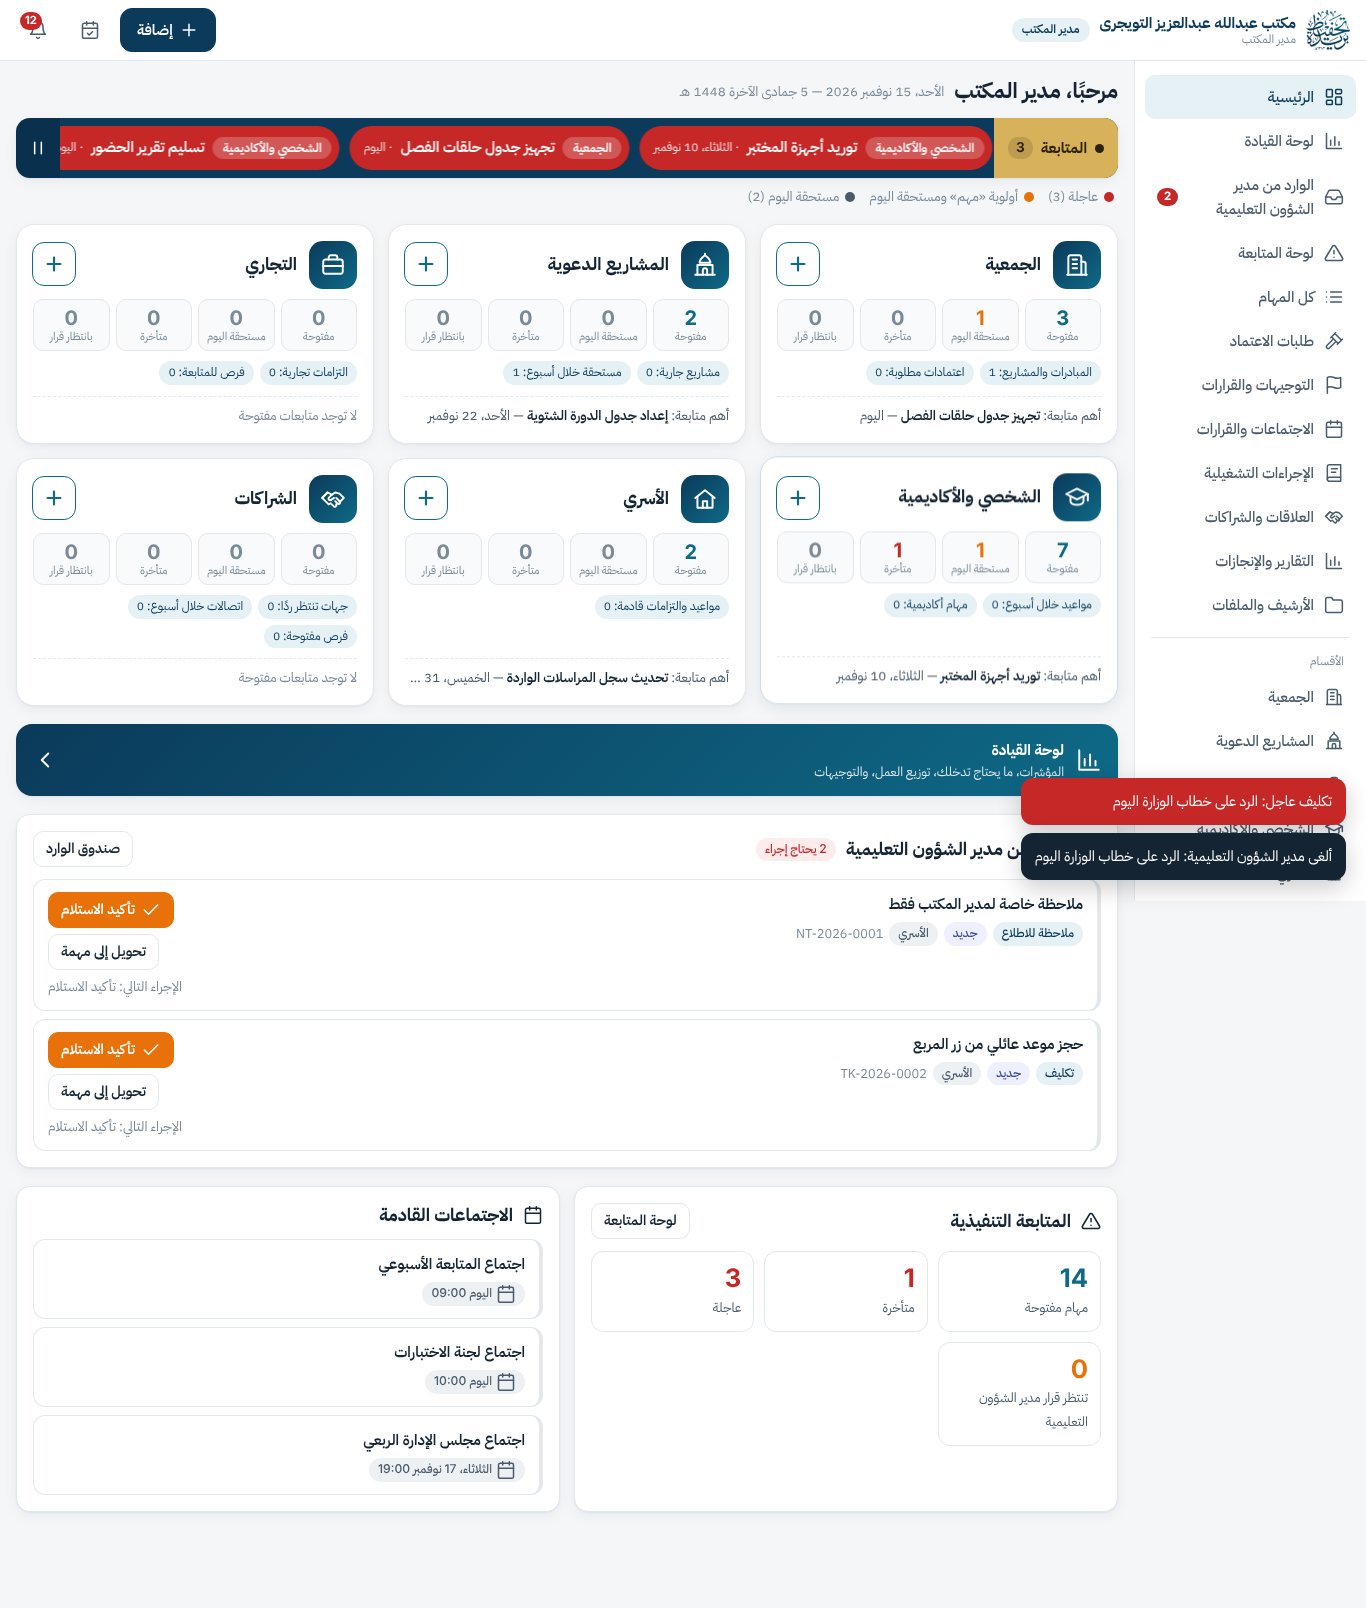 مكتب عبدالله عبدالعزيز التويجري
مدير المكتب
مدير المكتب
إضافة
12
الرئيسية
لوحة القيادة
الوارد من مدير
الشؤون التعليمية
2
لوحة المتابعة
كل المهام
طلبات الاعتماد
التوجيهات والقرارات
الاجتماعات والقرارات
الإجراءات التشغيلية
العلاقات والشراكات
التقارير والإنجازات
الأرشيف والملفات
الأقسام
الجمعية
المشاريع الدعوية
الشخصي والأكاديمية
مرحبًا، مدير المكتب
الأحد، 15 نوفمبر 2026 — 5 جمادى الآخرة 1448 هـ
المتابعة 3
الشخصي والأكاديمية توريد أجهزة المختبر · الثلاثاء، 10 نوفمبر
الجمعية تجهيز جدول حلقات الفصل · اليوم
الشخصي والأكاديمية تسليم تقرير الحضور · اليوم
عاجلة (3)
أولوية «مهم» ومستحقة اليوم
مستحقة اليوم (2)
الجمعية
3 مفتوحة
1 مستحقة اليوم
0 متأخرة
0 بانتظار قرار
المبادرات والمشاريع: 1
اعتمادات مطلوبة: 0
أهم متابعة: تجهيز جدول حلقات الفصل — اليوم
المشاريع الدعوية
2 مفتوحة
0 مستحقة اليوم
0 متأخرة
0 بانتظار قرار
مشاريع جارية: 0
مستحقة خلال أسبوع: 1
أهم متابعة: إعداد جدول الدورة الشتوية — الأحد، 22 نوفمبر
التجاري
0 مفتوحة
0 مستحقة اليوم
0 متأخرة
0 بانتظار قرار
التزامات تجارية: 0
فرص للمتابعة: 0
لا توجد متابعات مفتوحة
الشخصي والأكاديمية
7 مفتوحة
1 مستحقة اليوم
1 متأخرة
0 بانتظار قرار
مواعيد خلال أسبوع: 0
مهام أكاديمية: 0
أهم متابعة: توريد أجهزة المختبر — الثلاثاء، 10 نوفمبر
الأسري
2 مفتوحة
0 مستحقة اليوم
0 متأخرة
0 بانتظار قرار
مواعيد والتزامات قادمة: 0
أهم متابعة: تحديث سجل المراسلات الواردة — الخميس، 31 ...
الشراكات
0 مفتوحة
0 مستحقة اليوم
0 متأخرة
0 بانتظار قرار
جهات تنتظر ردًا: 0
اتصالات خلال أسبوع: 0
فرص مفتوحة: 0
لا توجد متابعات مفتوحة
لوحة القيادة
المؤشرات، ما يحتاج تدخلك، توزيع العمل، والتوجيهات
تكليف عاجل: الرد على خطاب الوزارة اليوم
ألغى مدير الشؤون التعليمية: الرد على خطاب الوزارة اليوم
مدير الشؤون التعليمية
2 يحتاج إجراء
صندوق الوارد
ملاحظة خاصة لمدير المكتب فقط
ملاحظة للاطلاع
جديد
الأسري
NT-2026-0001
تأكيد الاستلام
تحويل إلى مهمة
الإجراء التالي: تأكيد الاستلام
حجز موعد عائلي من زر المربع
تكليف
جديد
الأسري
TK-2026-0002
تأكيد الاستلام
تحويل إلى مهمة
الإجراء التالي: تأكيد الاستلام
المتابعة التنفيذية
لوحة المتابعة
14
مهام مفتوحة
1
متأخرة
3
عاجلة
0
تنتظر قرار مدير الشؤون
التعليمية
الاجتماعات القادمة
اجتماع المتابعة الأسبوعي
اليوم 09:00
اجتماع لجنة الاختبارات
اليوم 10:00
اجتماع مجلس الإدارة الربعي
الثلاثاء، 17 نوفمبر 19:00